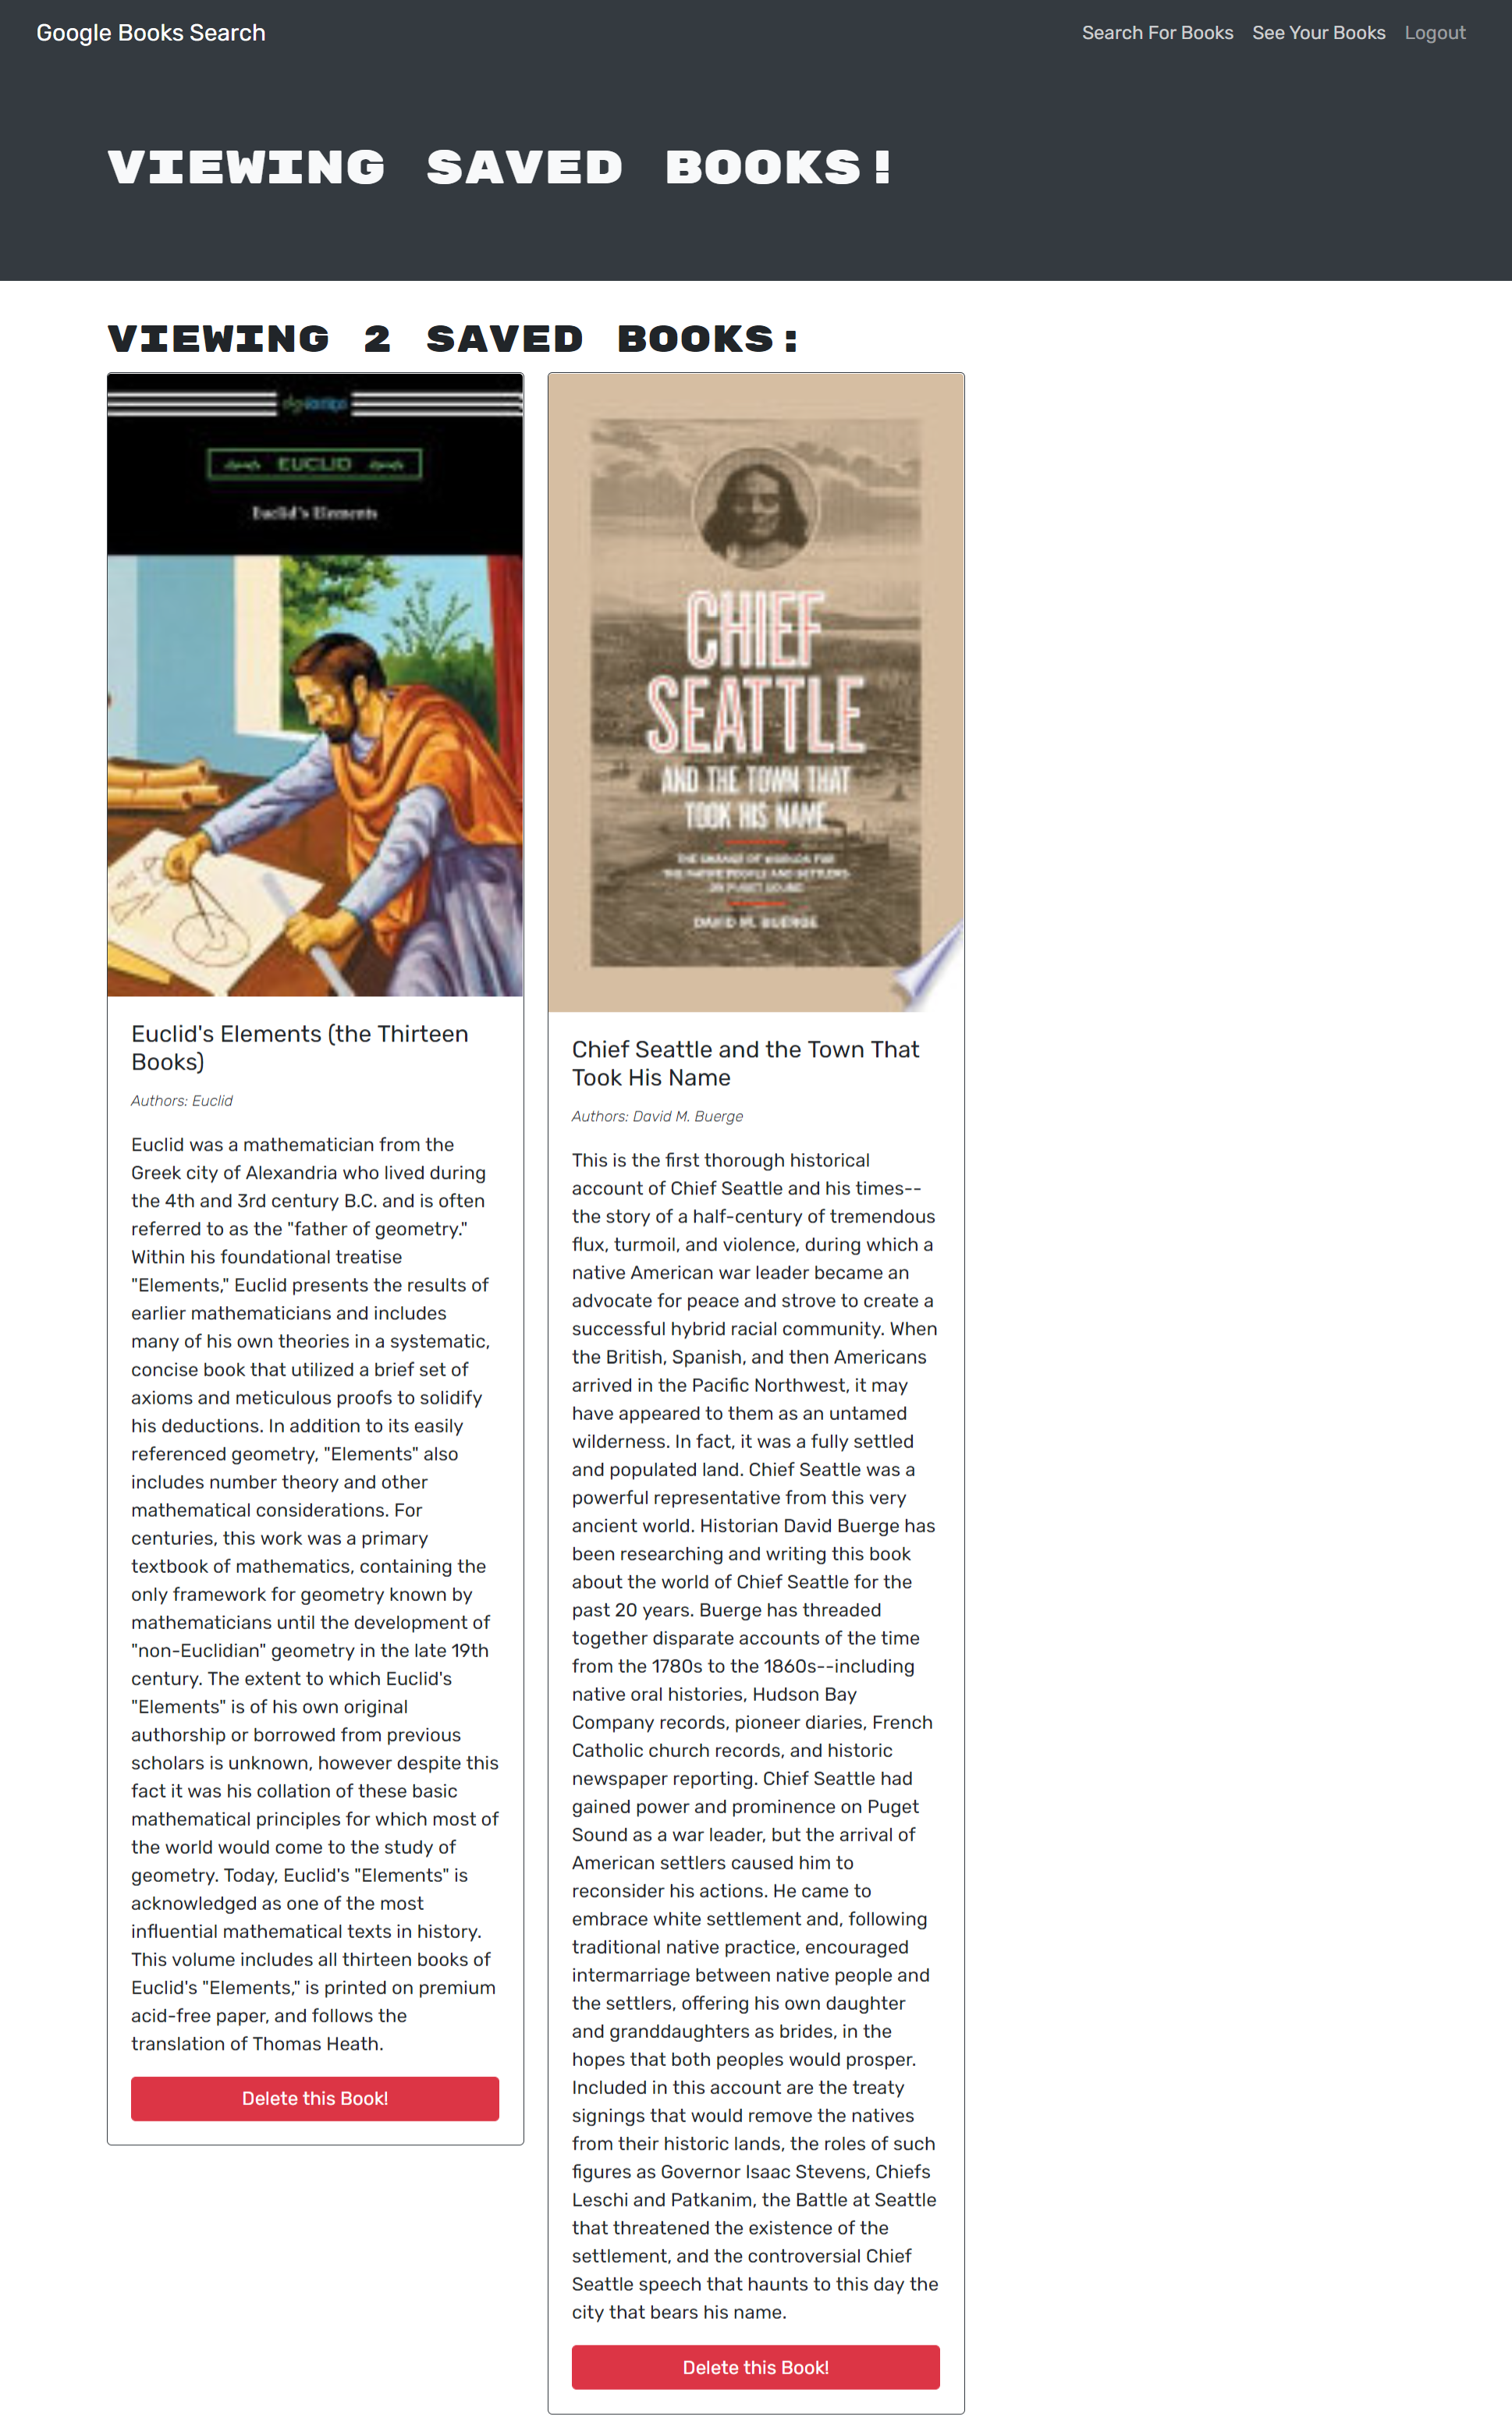 Google Books Search
Search For Books
See Your Books
Logout
VIEWING SAVED BOOKS!
VIEWING 2 SAVED BOOKS:
EUCLID
Euclid's Elements
Euclid's Elements (the Thirteen
Books)
Authors: Euclid
Euclid was a mathematician from the
Greek city of Alexandria who lived during
the 4th and 3rd century B.C. and is often
referred to as the "father of geometry."
Within his foundational treatise
"Elements," Euclid presents the results of
earlier mathematicians and includes
many of his own theories in a systematic,
concise book that utilized a brief set of
axioms and meticulous proofs to solidify
his deductions. In addition to its easily
referenced geometry, "Elements" also
includes number theory and other
mathematical considerations. For
centuries, this work was a primary
textbook of mathematics, containing the
only framework for geometry known by
mathematicians until the development of
"non-Euclidian" geometry in the late 19th
century. The extent to which Euclid's
"Elements" is of his own original
authorship or borrowed from previous
scholars is unknown, however despite this
fact it was his collation of these basic
mathematical principles for which most of
the world would come to the study of
geometry. Today, Euclid's "Elements" is
acknowledged as one of the most
influential mathematical texts in history.
This volume includes all thirteen books of
Euclid's "Elements," is printed on premium
acid-free paper, and follows the
translation of Thomas Heath.
Delete this Book!
CHIEF
SEATTLE
AND THE TOWN THAT
TOOK HIS NAME
THE CHANGE OF WORLDS FOR
THE NATIVE PEOPLE AND SETTLERS
ON PUGET SOUND
DAVID M. BUERGE
Chief Seattle and the Town That
Took His Name
Authors: David M. Buerge
This is the first thorough historical
account of Chief Seattle and his times--
the story of a half-century of tremendous
flux, turmoil, and violence, during which a
native American war leader became an
advocate for peace and strove to create a
successful hybrid racial community. When
the British, Spanish, and then Americans
arrived in the Pacific Northwest, it may
have appeared to them as an untamed
wilderness. In fact, it was a fully settled
and populated land. Chief Seattle was a
powerful representative from this very
ancient world. Historian David Buerge has
been researching and writing this book
about the world of Chief Seattle for the
past 20 years. Buerge has threaded
together disparate accounts of the time
from the 1780s to the 1860s--including
native oral histories, Hudson Bay
Company records, pioneer diaries, French
Catholic church records, and historic
newspaper reporting. Chief Seattle had
gained power and prominence on Puget
Sound as a war leader, but the arrival of
American settlers caused him to
reconsider his actions. He came to
embrace white settlement and, following
traditional native practice, encouraged
intermarriage between native people and
the settlers, offering his own daughter
and granddaughters as brides, in the
hopes that both peoples would prosper.
Included in this account are the treaty
signings that would remove the natives
from their historic lands, the roles of such
figures as Governor Isaac Stevens, Chiefs
Leschi and Patkanim, the Battle at Seattle
that threatened the existence of the
settlement, and the controversial Chief
Seattle speech that haunts to this day the
city that bears his name.
Delete this Book!